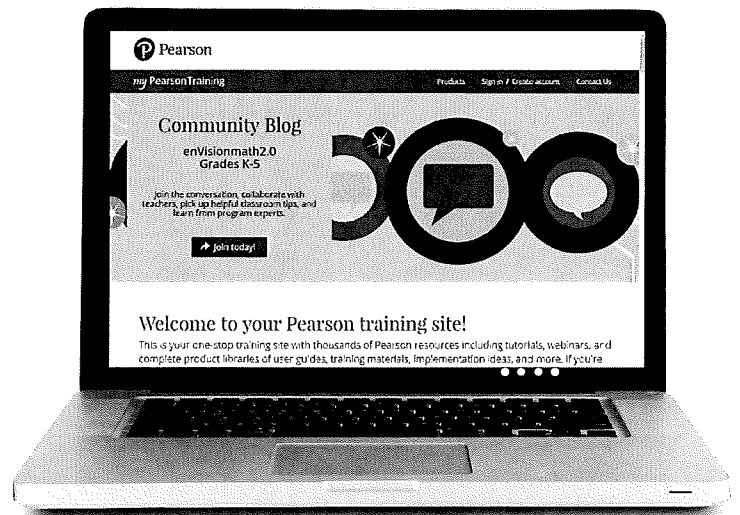 Pearson
my PearsonTraining
Products Sign in / Create account Contact Us
Community Blog
enVisionmath2.0
Grades K-5
Join the conversation, collaborate with
teachers, pick up helpful classroom tips, and
learn from program experts.
Join today!
Welcome to your Pearson training site!
This is your one-stop training site with thousands of Pearson resources including tutorials, webinars, and
complete product libraries of user guides, training materials, implementation ideas, and more. If you're